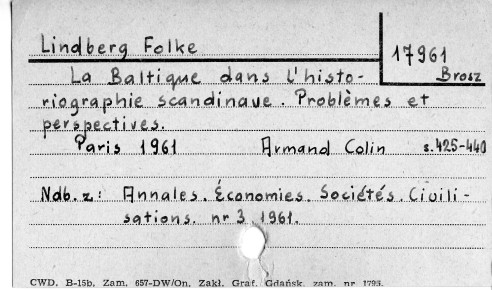 Lindberg Folke
17961
Brosz
La Baltique dans l'histo-
riographie scandinave. Problèmes et
perspectives.
Paris 1961 Armand Colin s. 425-440
Ndb. z: Annales. Économies. Sociétés. Civili-
sations. nr 3. 1961.
CWD, B-15b, Zam. 657-DW/On, Zakł. Graf. Gdańsk, zam. nr 1795.